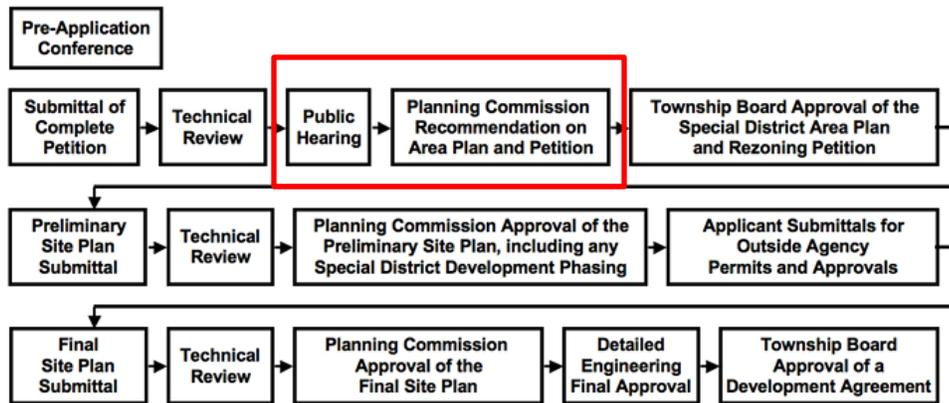 Pre-Application
Conference
Submittal of
Complete
Petition
Technical
Review
Public
Hearing
Planning Commission
Recommendation on
Area Plan and Petition
Township Board Approval of the
Special District Area Plan
and Rezoning Petition
Preliminary
Site Plan
Submittal
Technical
Review
Planning Commission Approval of the
Preliminary Site Plan, including any
Special District Development Phasing
Applicant Submittals for
Outside Agency
Permits and Approvals
Final
Site Plan
Submittal
Technical
Review
Planning Commission
Approval of the
Final Site Plan
Detailed
Engineering
Final Approval
Township Board
Approval of a
Development Agreement